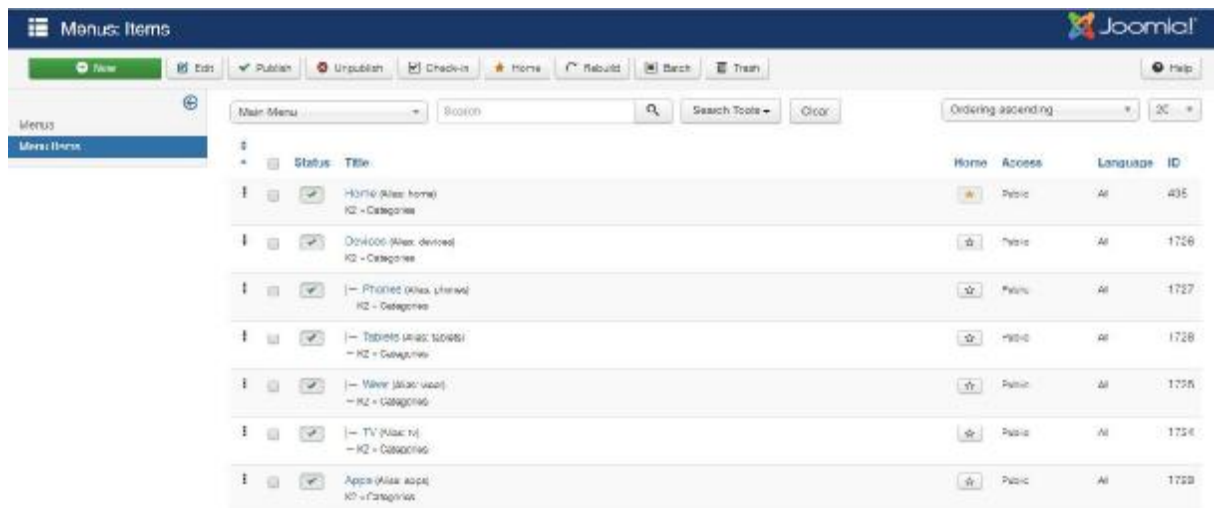 Menus: Items
Joomla!
New Edit Publish Unpublish Check-in Home Rebuild Batch Trash Help
Main Menu Search Search Tools Clear Ordering ascending 20
Menus
Menu Items
Status Title Home Access Language ID
Home (Alias: home) Public All 435
K2 » Categories
Devices (Alias: devices) Public All
K2 » Categories
|— Phones (Alias: phones) Public All 1727
K2 » Categories
|— Tablets (Alias: tablets) Public All 1728
— K2 » Categories
|— Wear (Alias: wear) Public All
— K2 » Categories
|— TV (Alias: tv) Public All 1724
— K2 » Categories
Apps (Alias: apps) Public All
K2 » Categories